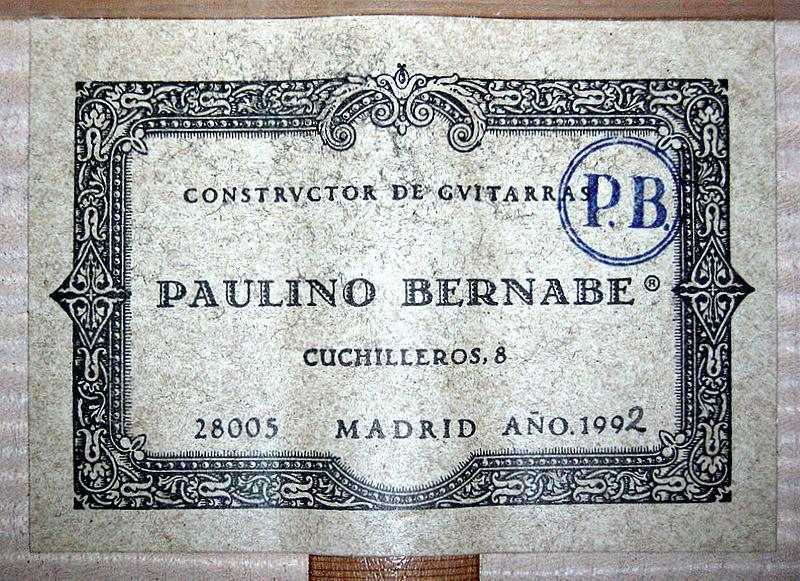 CONSTRVCTOR DE GVITARRAS
P.B.
PAULINO BERNABE®
CUCHILLEROS, 8
28005 MADRID AÑO.1992